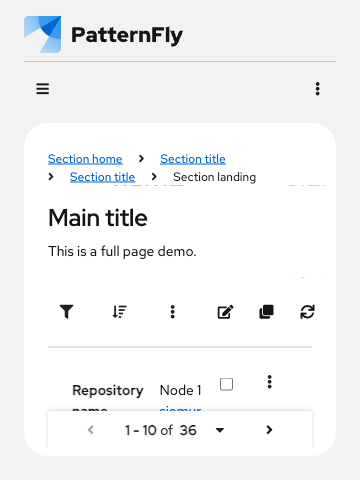 PatternFly
Section home
Section title
Section title
Section landing
Main title
This is a full page demo.
Repository
name
Node 1
siemur
1 - 10 of 36